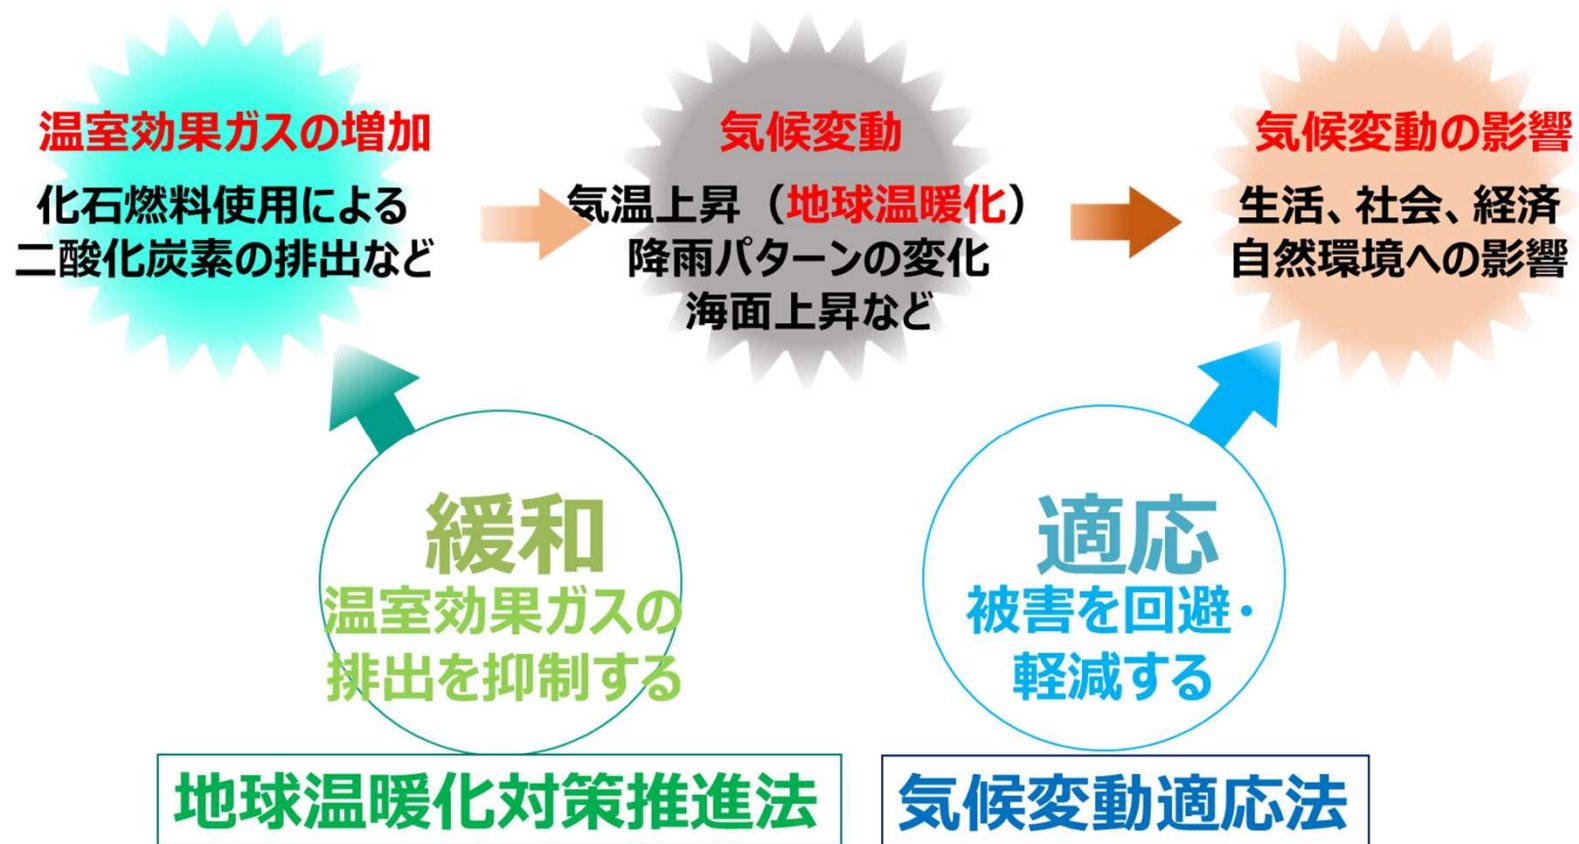 温室効果ガスの増加
化石燃料使用による
二酸化炭素の排出など
気候変動
気温上昇（地球温暖化）
降雨パターンの変化
海面上昇など
気候変動の影響
生活、社会、経済
自然環境への影響
緩和
温室効果ガスの
排出を抑制する
適応
被害を回避・
軽減する
地球温暖化対策推進法
気候変動適応法